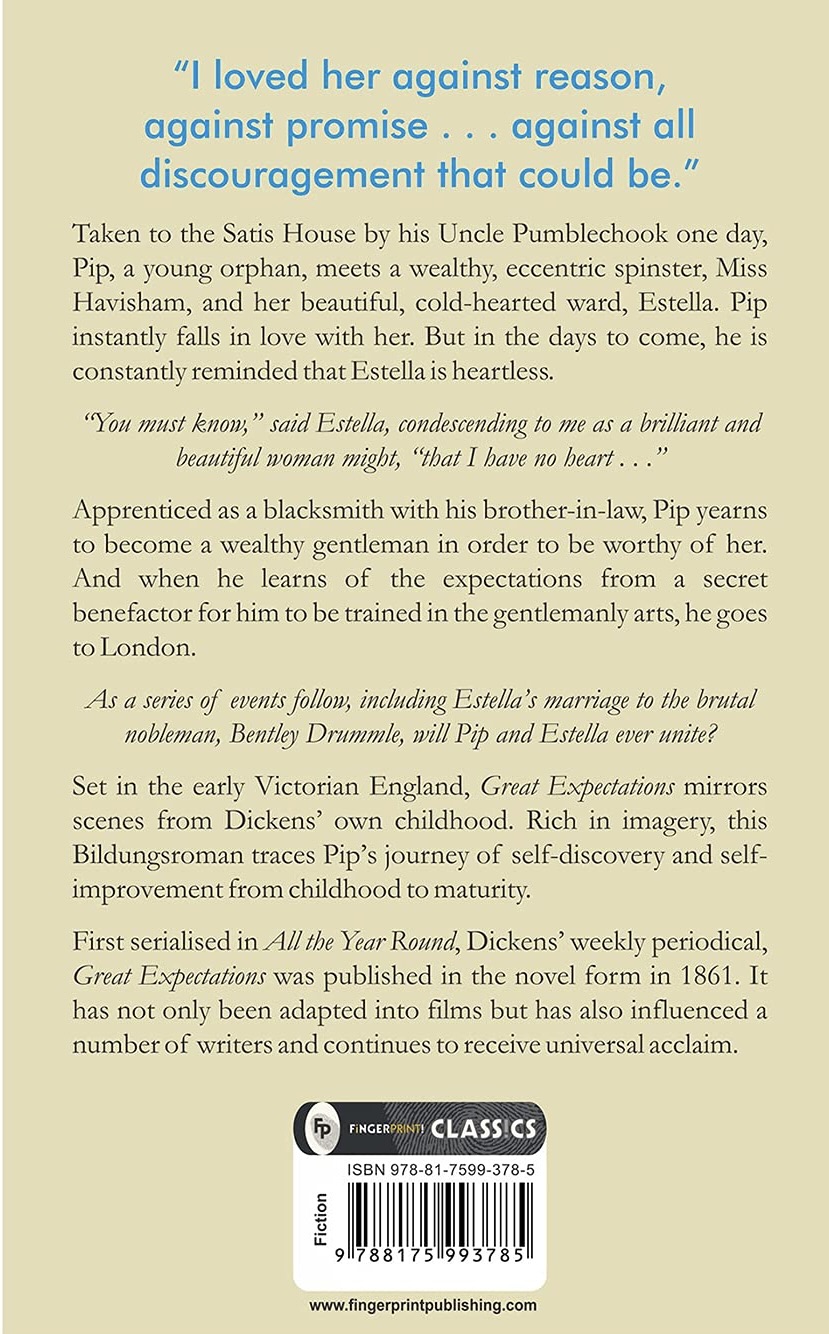 “I loved her against reason,
against promise . . . against all
discouragement that could be.”
Taken to the Satis House by his Uncle Pumblechook one day,
Pip, a young orphan, meets a wealthy, eccentric spinster, Miss
Havisham, and her beautiful, cold-hearted ward, Estella. Pip
instantly falls in love with her. But in the days to come, he is
constantly reminded that Estella is heartless.
“You must know,” said Estella, condescending to me as a brilliant and
beautiful woman might, “that I have no heart . . .”
Apprenticed as a blacksmith with his brother-in-law, Pip yearns
to become a wealthy gentleman in order to be worthy of her.
And when he learns of the expectations from a secret
benefactor for him to be trained in the gentlemanly arts, he goes
to London.
As a series of events follow, including Estella’s marriage to the brutal
nobleman, Bentley Drummle, will Pip and Estella ever unite?
Set in the early Victorian England, Great Expectations mirrors
scenes from Dickens’ own childhood. Rich in imagery, this
Bildungsroman traces Pip’s journey of self-discovery and self-
improvement from childhood to maturity.
First serialised in All the Year Round, Dickens’ weekly periodical,
Great Expectations was published in the novel form in 1861. It
has not only been adapted into films but has also influenced a
number of writers and continues to receive universal acclaim.
FP FiNGERPRINT! CLASS!CS
ISBN 978-81-7599-378-5
Fiction
9 788175 993785
www.fingerprintpublishing.com